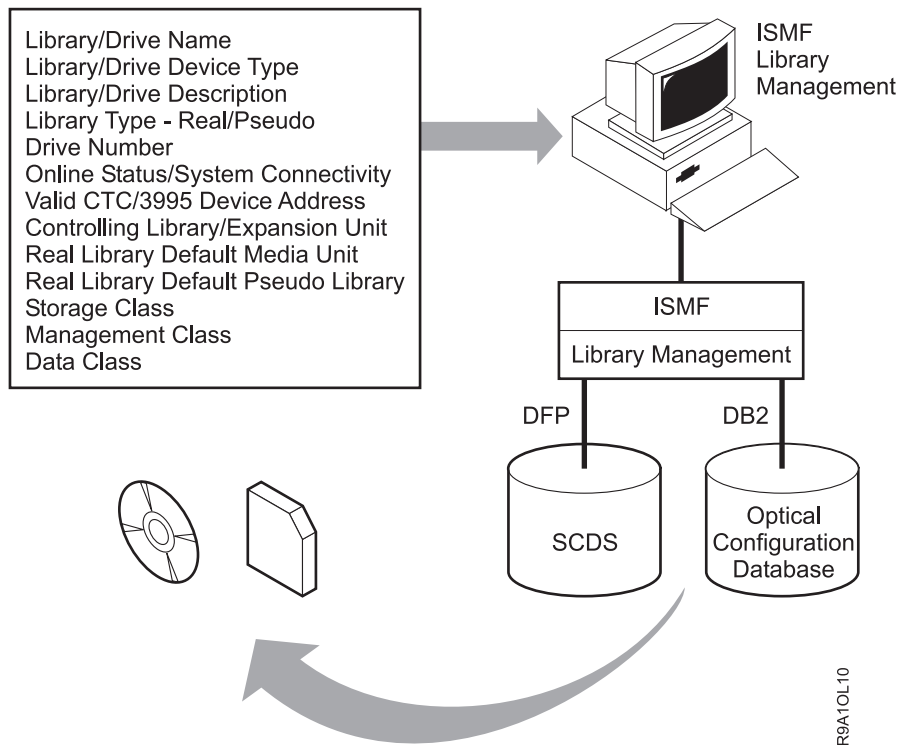 Library/Drive Name
Library/Drive Device Type
Library/Drive Description
Library Type - Real/Pseudo
Drive Number
Online Status/System Connectivity
Valid CTC/3995 Device Address
Controlling Library/Expansion Unit
Real Library Default Media Unit
Real Library Default Pseudo Library
Storage Class
Management Class
Data Class
ISMF
Library
Management
ISMF
Library Management
DFP
DB2
SCDS
Optical
Configuration
Database
R9A1OL10